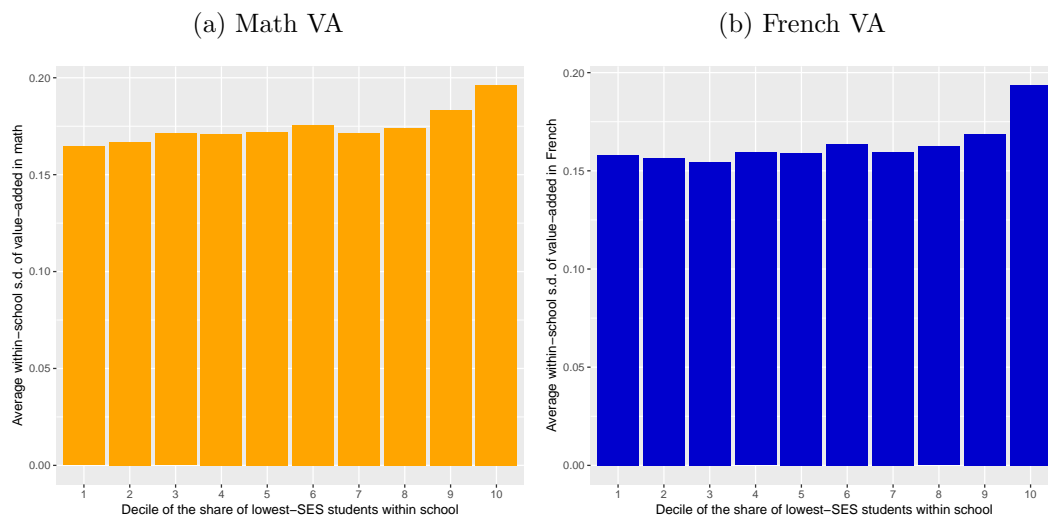 (a) Math VA
Average within−school s.d. of value−added in math
0.20
0.15
0.10
0.05
0.00
1 2 3 4 5 6 7 8 9 10
Decile of the share of lowest−SES students within school
(b) French VA
Average within−school s.d. of value−added in French
0.20
0.15
0.10
0.05
0.00
1 2 3 4 5 6 7 8 9 10
Decile of the share of lowest−SES students within school